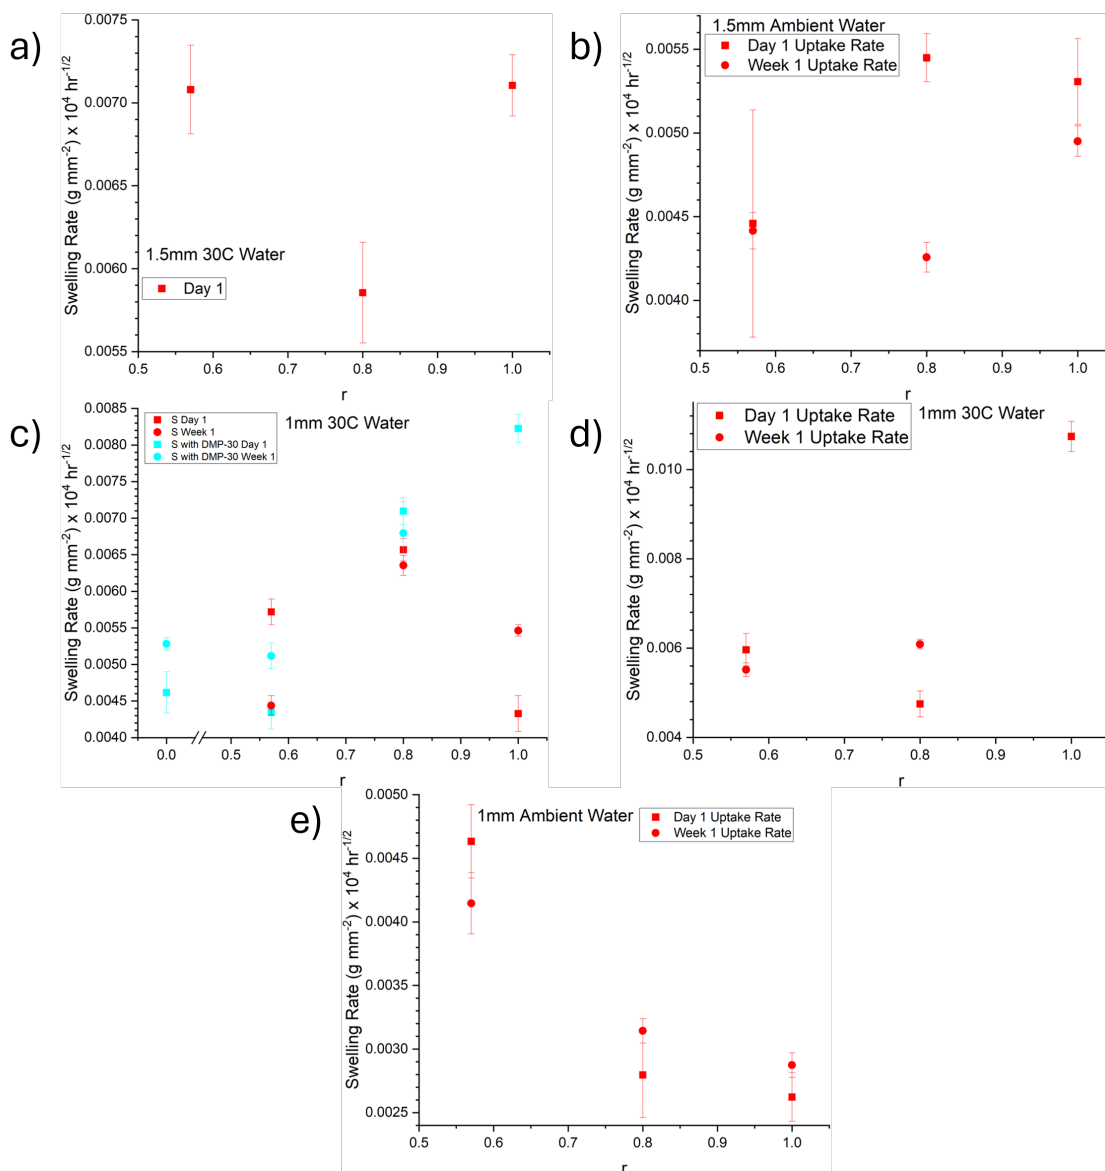 a)
Swelling Rate (g mm⁻²) x 10⁴ hr⁻¹/²
0.0075
0.0070
0.0065
0.0060
0.0055
1.5mm 30C Water
Day 1
0.5 0.6 0.7 0.8 0.9 1.0
r
b)
Swelling Rate (g mm⁻²) x 10⁴ hr⁻¹/²
1.5mm Ambient Water
Day 1 Uptake Rate
Week 1 Uptake Rate
0.0055
0.0050
0.0045
0.0040
0.5 0.6 0.7 0.8 0.9 1.0
r
c)
Swelling Rate (g mm⁻²) x 10⁴ hr⁻¹/²
1mm 30C Water
S Day 1
S Week 1
S with DMP-30 Day 1
S with DMP-30 Week 1
0.0085
0.0080
0.0075
0.0070
0.0065
0.0060
0.0055
0.0050
0.0045
0.0040
0.0 0.5 0.6 0.7 0.8 0.9 1.0
r
d)
Swelling Rate (g mm⁻²) x 10⁴ hr⁻¹/²
1mm 30C Water
Day 1 Uptake Rate
Week 1 Uptake Rate
0.010
0.008
0.006
0.004
0.5 0.6 0.7 0.8 0.9 1.0
r
e)
Swelling Rate (g mm⁻²) x 10⁴ hr⁻¹/²
1mm Ambient Water
Day 1 Uptake Rate
Week 1 Uptake Rate
0.0050
0.0045
0.0040
0.0035
0.0030
0.0025
0.5 0.6 0.7 0.8 0.9 1.0
r